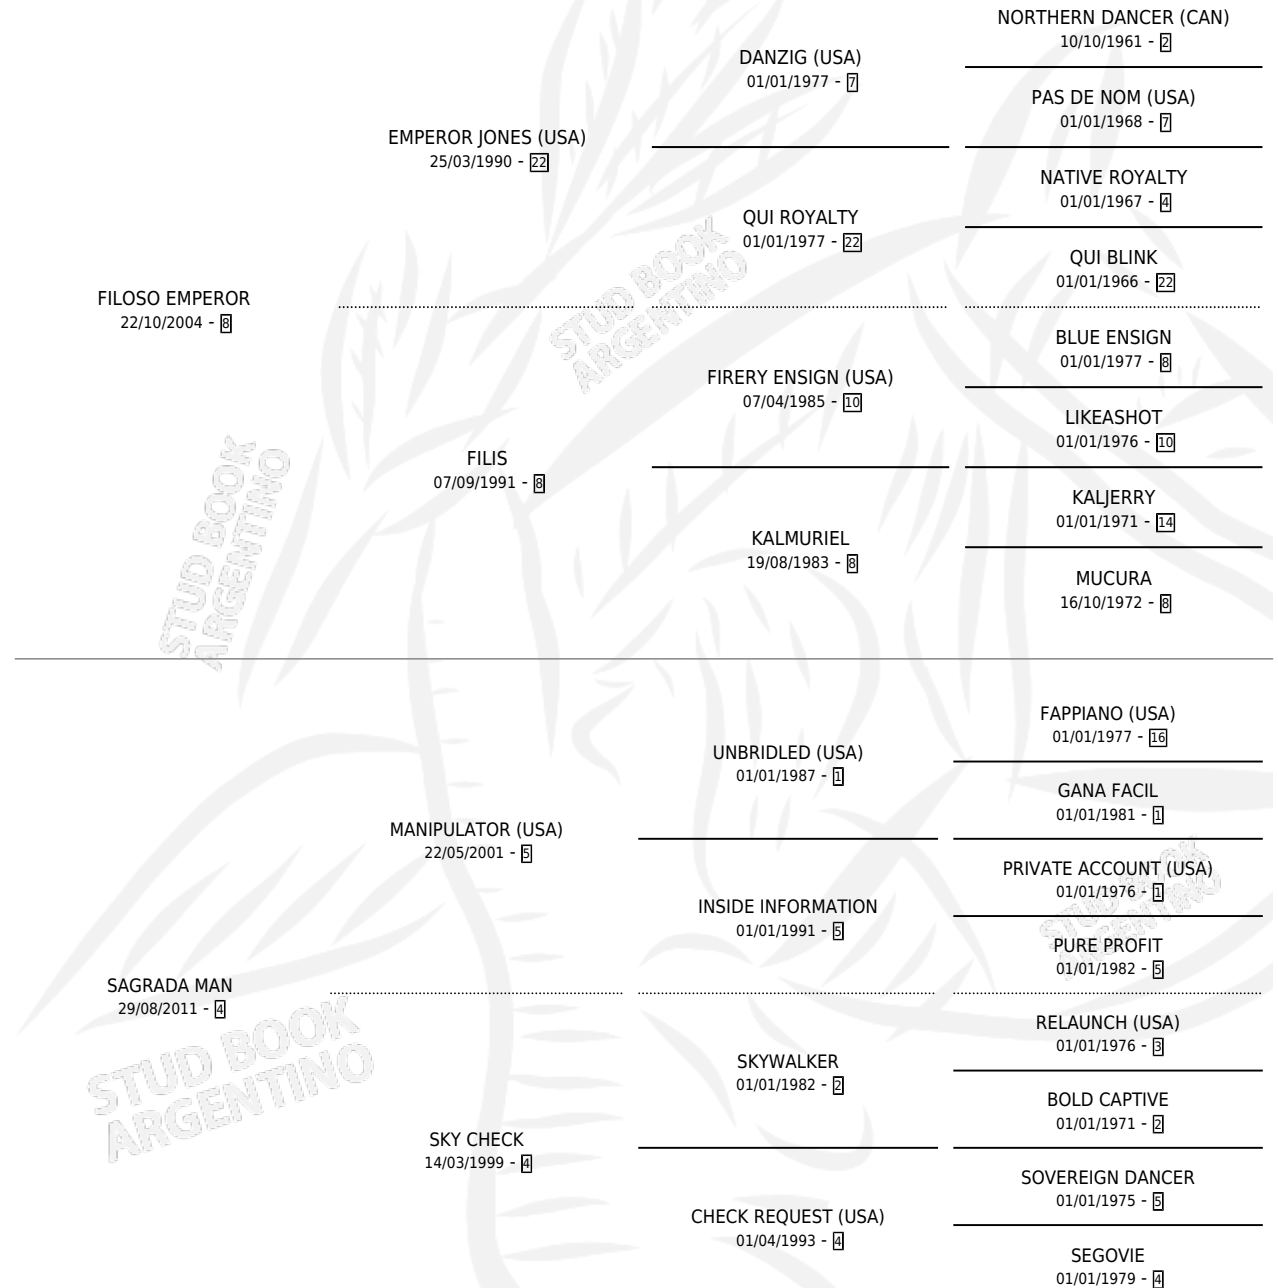 NORTHERN DANCER (CAN)
10/10/1961 - 2
DANZIG (USA)
01/01/1977 - 7
PAS DE NOM (USA)
01/01/1968 - 7
EMPEROR JONES (USA)
25/03/1990 - 22
NATIVE ROYALTY
01/01/1967 - 4
QUI ROYALTY
01/01/1977 - 22
QUI BLINK
01/01/1966 - 22
FILOSO EMPEROR
22/10/2004 - 8
BLUE ENSIGN
01/01/1977 - 8
FIRERY ENSIGN (USA)
07/04/1985 - 10
LIKEASHOT
01/01/1976 - 10
FILIS
07/09/1991 - 8
KALJERRY
01/01/1971 - 14
KALMURIEL
19/08/1983 - 8
MUCURA
16/10/1972 - 8
STUD BOOK
ARGENTINO
STUD BOOK
ARGENTINO
FAPPIANO (USA)
01/01/1977 - 16
UNBRIDLED (USA)
01/01/1987 - 1
GANA FACIL
01/01/1981 - 1
MANIPULATOR (USA)
22/05/2001 - 5
PRIVATE ACCOUNT (USA)
01/01/1976 - 1
INSIDE INFORMATION
01/01/1991 - 5
PURE PROFIT
01/01/1982 - 5
SAGRADA MAN
29/08/2011 - 4
RELAUNCH (USA)
01/01/1976 - 3
SKYWALKER
01/01/1982 - 2
BOLD CAPTIVE
01/01/1971 - 2
SKY CHECK
14/03/1999 - 4
SOVEREIGN DANCER
01/01/1975 - 5
CHECK REQUEST (USA)
01/04/1993 - 4
SEGOVIE
01/01/1979 - 4
STUD BOOK
ARGENTINO
STUD BOOK
ARGENTINO